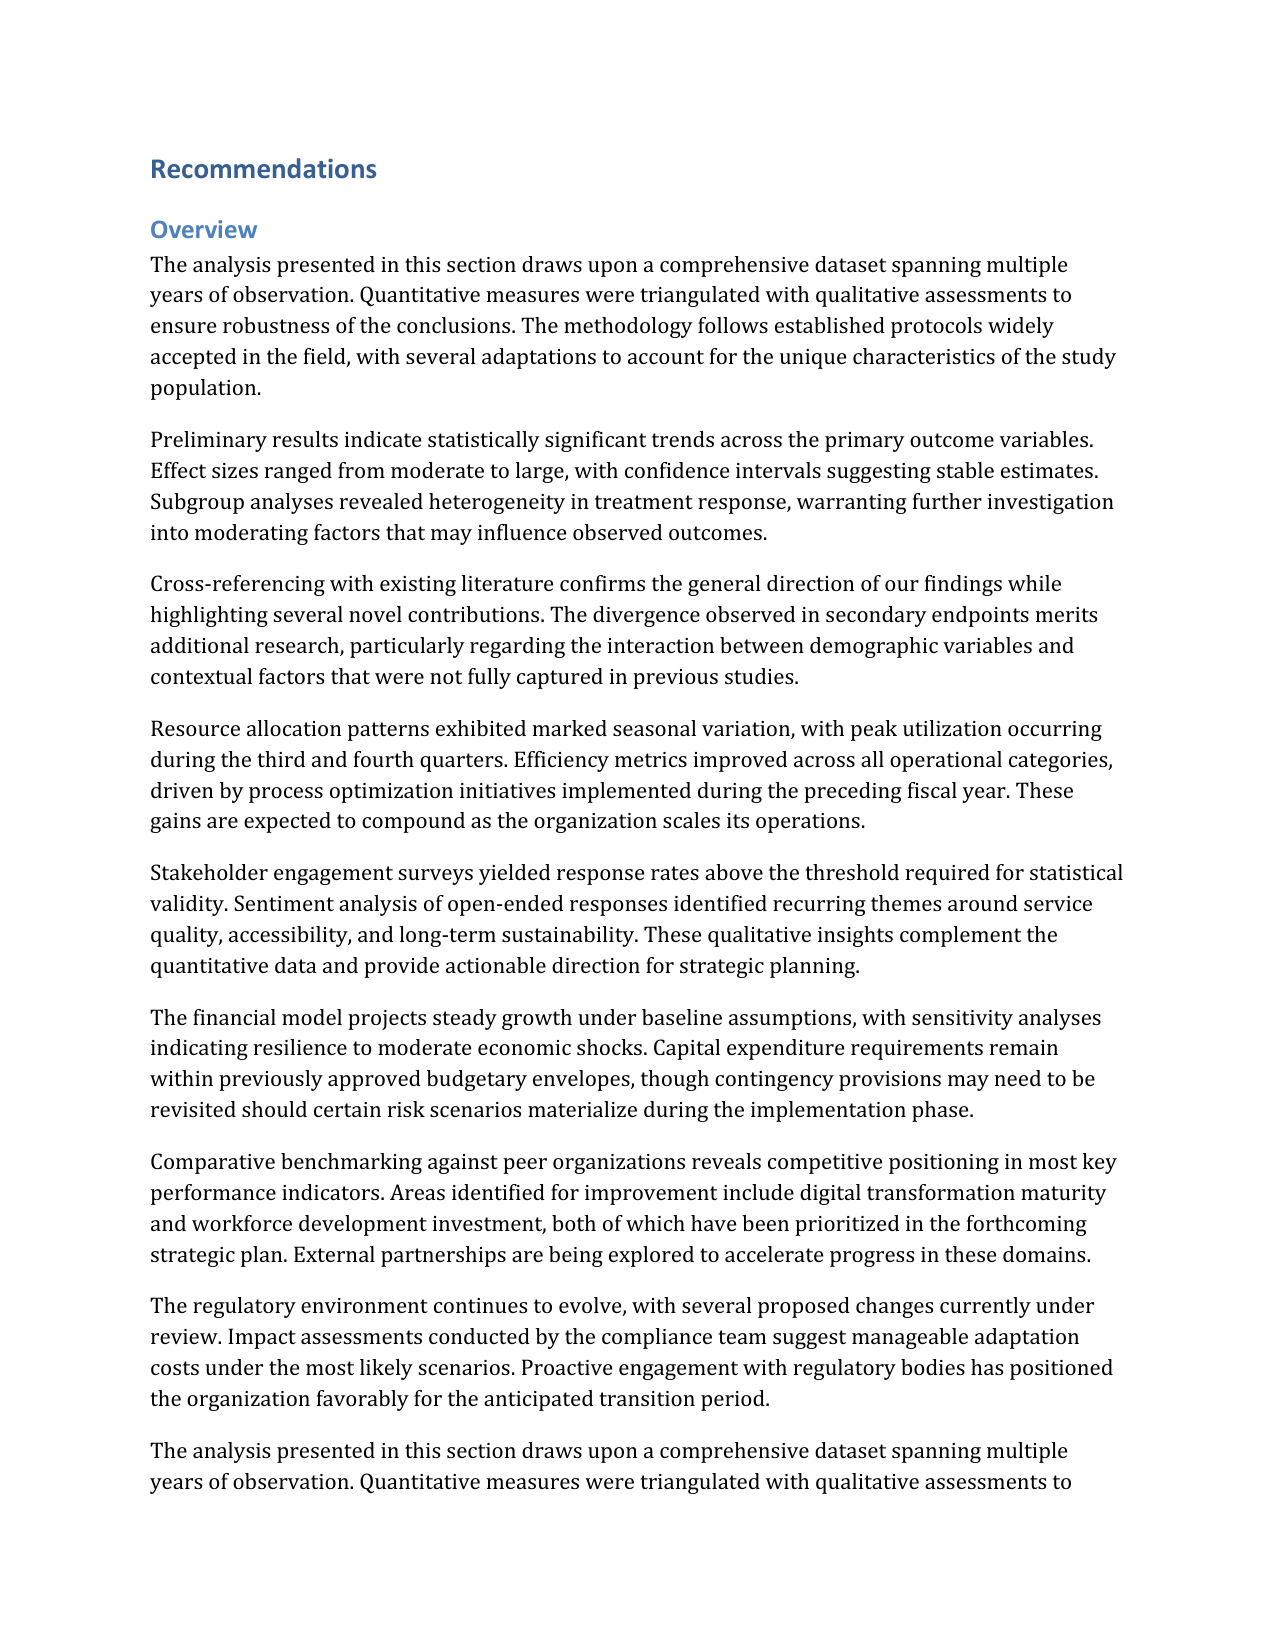 Recommendations
Overview
The analysis presented in this section draws upon a comprehensive dataset spanning multiple
years of observation. Quantitative measures were triangulated with qualitative assessments to
ensure robustness of the conclusions. The methodology follows established protocols widely
accepted in the field, with several adaptations to account for the unique characteristics of the study
population.
Preliminary results indicate statistically significant trends across the primary outcome variables.
Effect sizes ranged from moderate to large, with confidence intervals suggesting stable estimates.
Subgroup analyses revealed heterogeneity in treatment response, warranting further investigation
into moderating factors that may influence observed outcomes.
Cross-referencing with existing literature confirms the general direction of our findings while
highlighting several novel contributions. The divergence observed in secondary endpoints merits
additional research, particularly regarding the interaction between demographic variables and
contextual factors that were not fully captured in previous studies.
Resource allocation patterns exhibited marked seasonal variation, with peak utilization occurring
during the third and fourth quarters. Efficiency metrics improved across all operational categories,
driven by process optimization initiatives implemented during the preceding fiscal year. These
gains are expected to compound as the organization scales its operations.
Stakeholder engagement surveys yielded response rates above the threshold required for statistical
validity. Sentiment analysis of open-ended responses identified recurring themes around service
quality, accessibility, and long-term sustainability. These qualitative insights complement the
quantitative data and provide actionable direction for strategic planning.
The financial model projects steady growth under baseline assumptions, with sensitivity analyses
indicating resilience to moderate economic shocks. Capital expenditure requirements remain
within previously approved budgetary envelopes, though contingency provisions may need to be
revisited should certain risk scenarios materialize during the implementation phase.
Comparative benchmarking against peer organizations reveals competitive positioning in most key
performance indicators. Areas identified for improvement include digital transformation maturity
and workforce development investment, both of which have been prioritized in the forthcoming
strategic plan. External partnerships are being explored to accelerate progress in these domains.
The regulatory environment continues to evolve, with several proposed changes currently under
review. Impact assessments conducted by the compliance team suggest manageable adaptation
costs under the most likely scenarios. Proactive engagement with regulatory bodies has positioned
the organization favorably for the anticipated transition period.
The analysis presented in this section draws upon a comprehensive dataset spanning multiple
years of observation. Quantitative measures were triangulated with qualitative assessments to